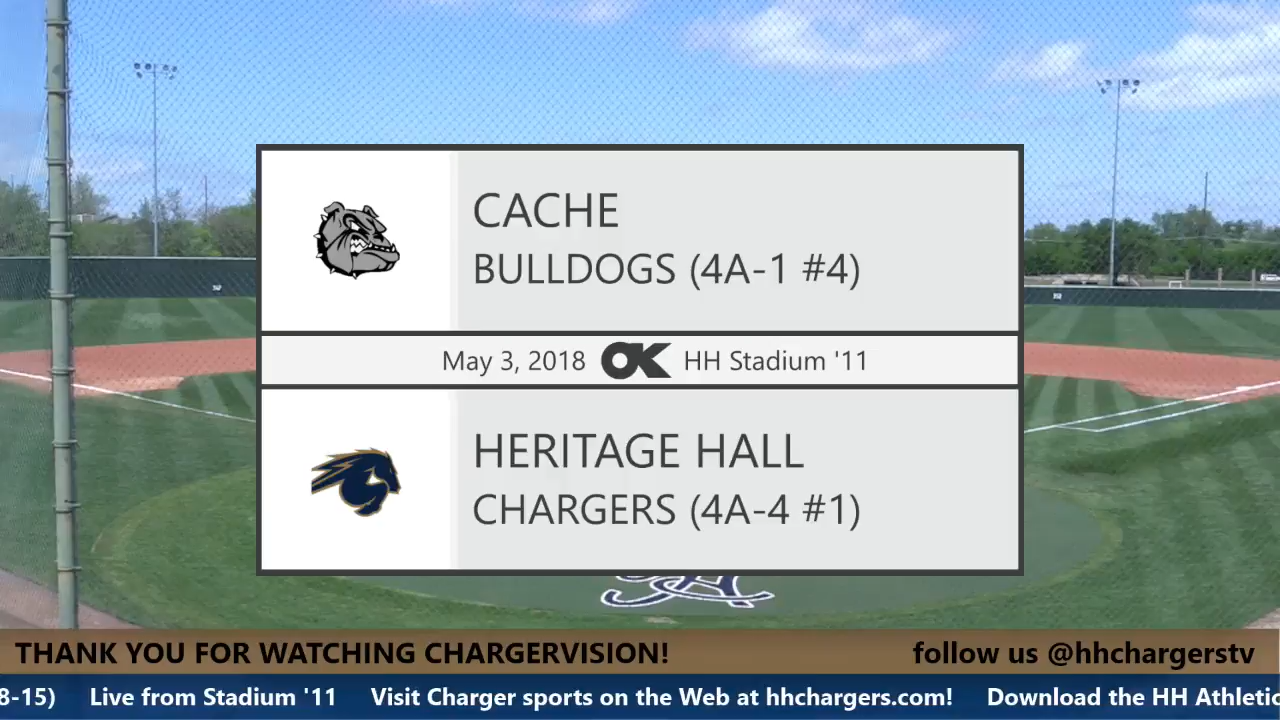 CACHE
BULLDOGS (4A-1 #4)
May 3, 2018 OK HH Stadium '11
HERITAGE HALL
CHARGERS (4A-4 #1)
THANK YOU FOR WATCHING CHARGERVISION!
follow us @hhchargerstv
8-15) Live from Stadium '11 Visit Charger sports on the Web at hhchargers.com! Download the HH Athletic